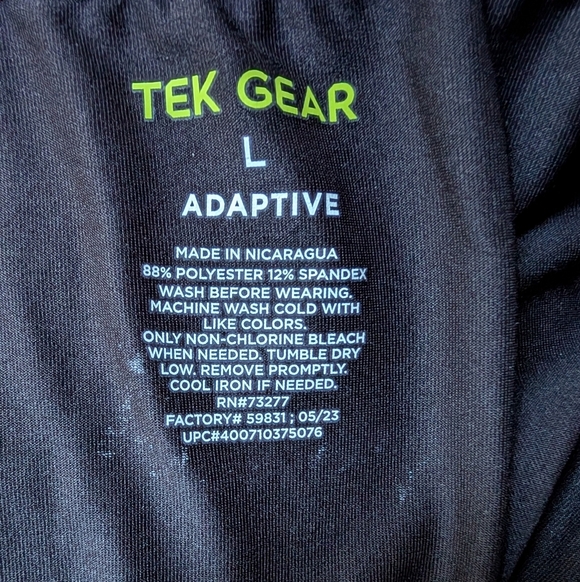 TEK GEAR
L
ADAPTIVE
MADE IN NICARAGUA
88% POLYESTER 12% SPANDEX
WASH BEFORE WEARING.
MACHINE WASH COLD WITH
LIKE COLORS.
ONLY NON-CHLORINE BLEACH
WHEN NEEDED. TUMBLE DRY
LOW. REMOVE PROMPTLY.
COOL IRON IF NEEDED.
RN#73277
FACTORY# 59831 ; 05/23
UPC#400710375076